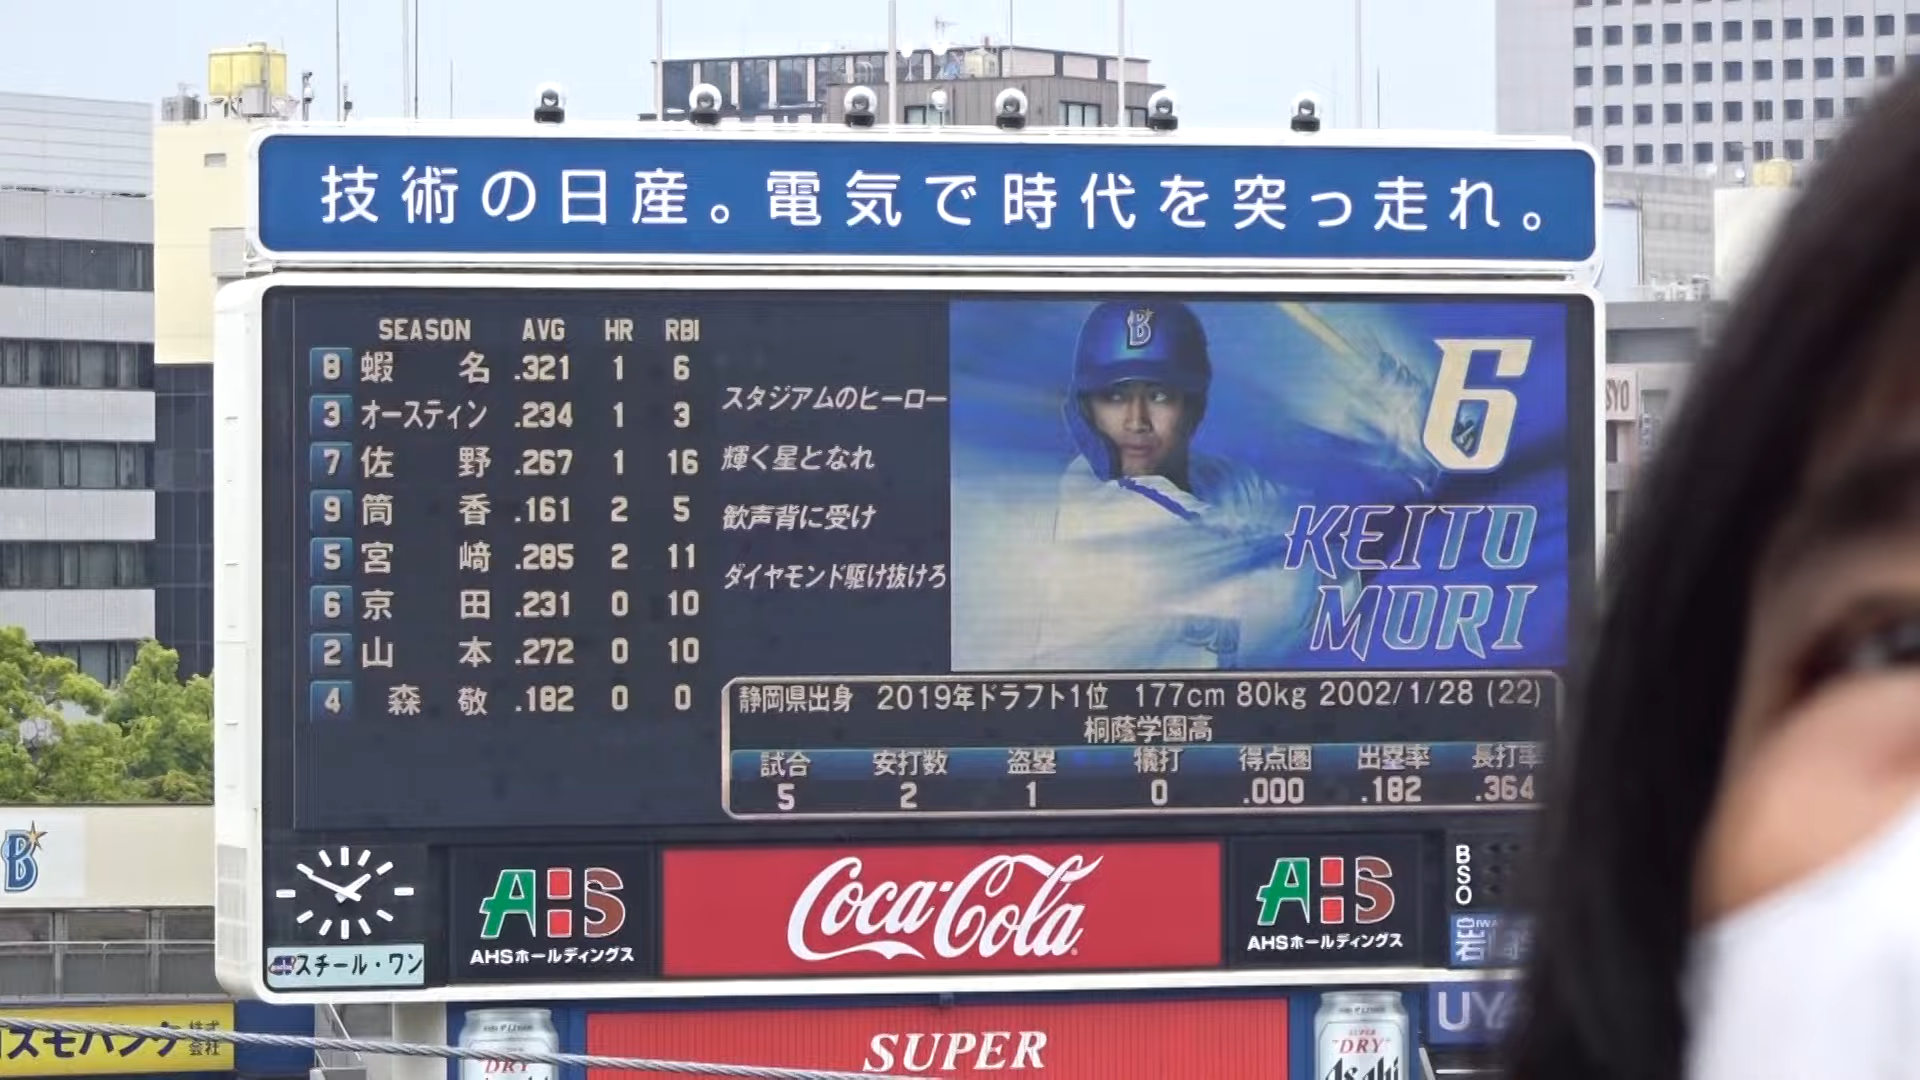 技術の日産。電気で時代を突っ走れ。
SEASON AVG HR RBI
8 蝦名 .321 1 6
3 オースティン .234 1 3
7 佐野 .267 1 16
9 筒香 .161 2 5
5 宮﨑 .285 2 11
6 京田 .231 0 10
2 山本 .272 0 10
4 森敬 .182 0 0
スタジアムのヒーロー
輝く星となれ
歓声背に受け
ダイヤモンド駆け抜けろ
B
6
KEITO
MORI
静岡県出身 2019年ドラフト1位 177cm 80kg 2002/1/28 (22)
桐蔭学園高
試合 安打数 盗塁 犠打 得点圏 出塁率 長打率
5 2 1 0 .000 .182 .364
スチール・ワン
AHS
AHSホールディングス
Coca-Cola
AHS
AHSホールディングス
B
S
O
B
株式会社
SUPER
DRY
SUPER
"DRY"
Asahi